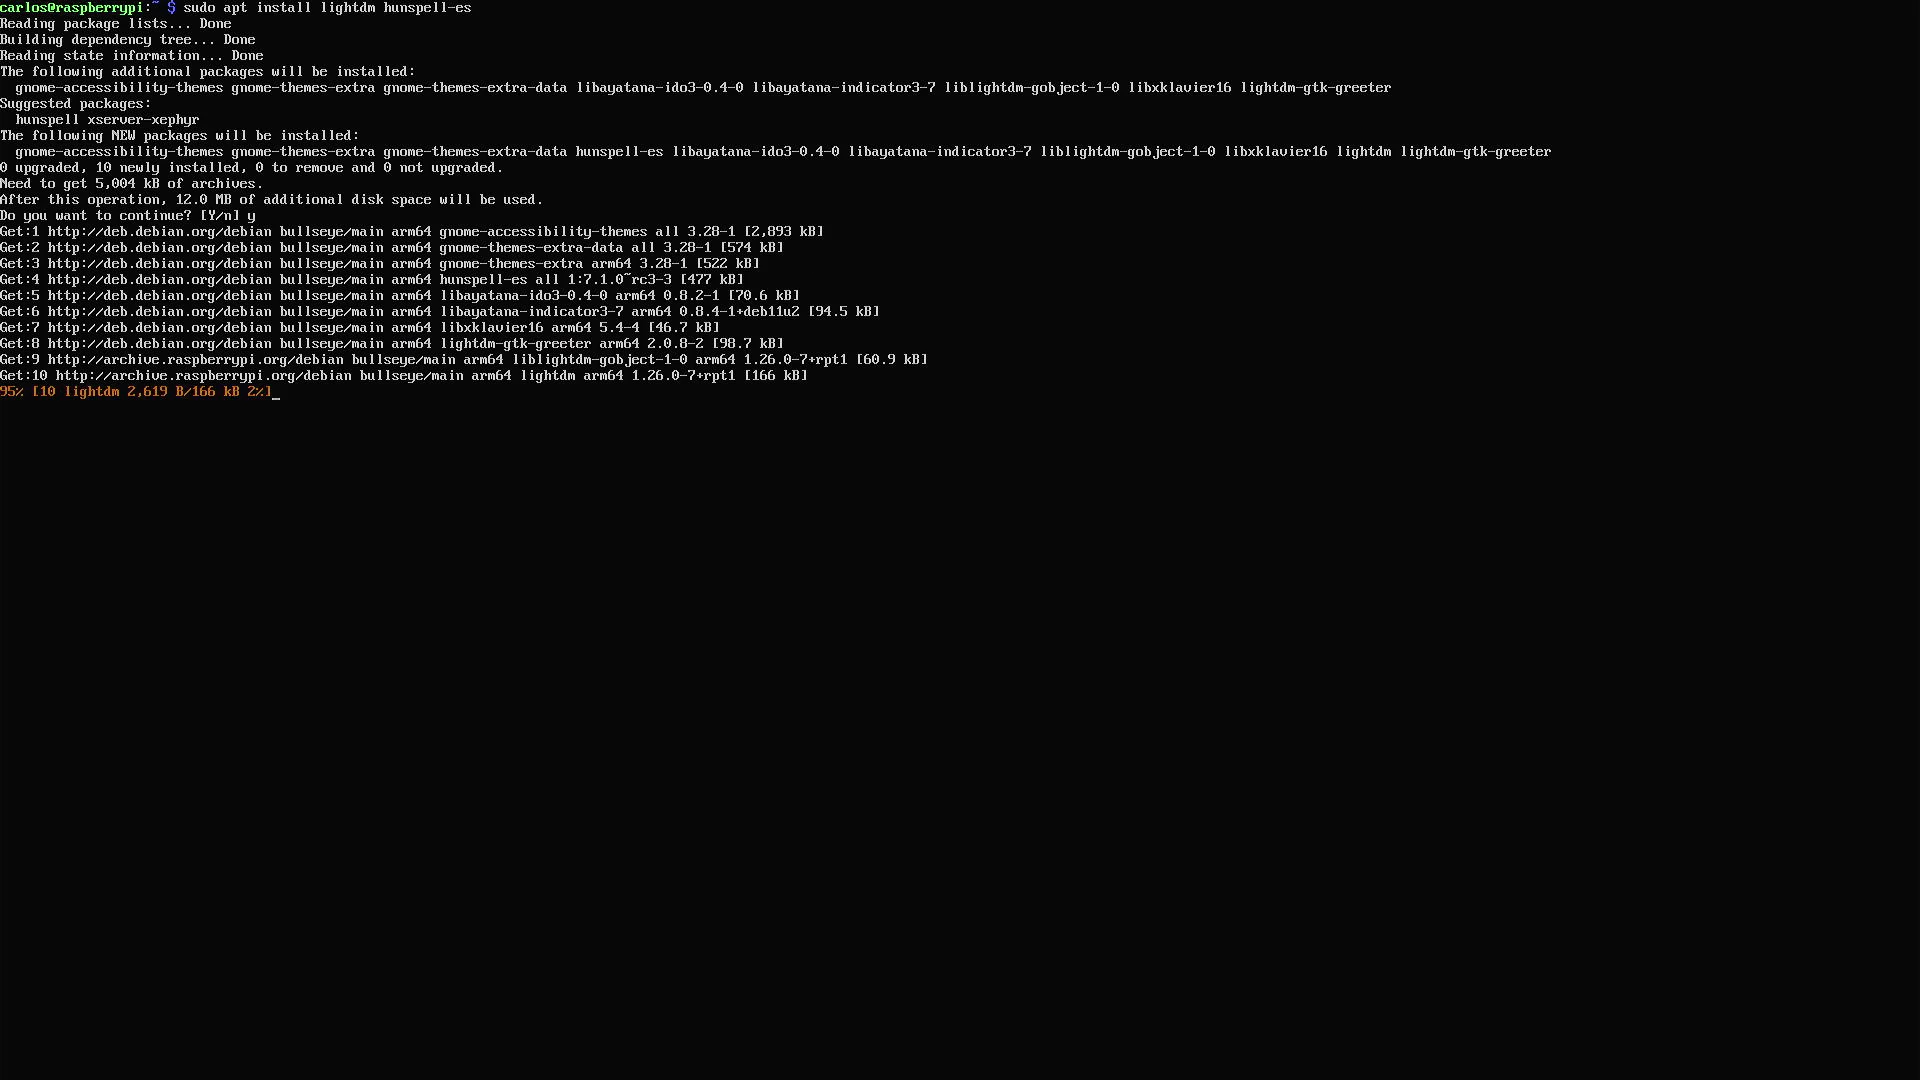 carlos@raspberrypi:~ $ sudo apt install lightdm hunspell-es
Reading package lists... Done
Building dependency tree... Done
Reading state information... Done
The following additional packages will be installed:
  gnome-accessibility-themes gnome-themes-extra gnome-themes-extra-data libayatana-ido3-0.4-0 libayatana-indicator3-7 liblightdm-gobject-1-0 libxklavier16 lightdm-gtk-greeter
Suggested packages:
  hunspell xserver-xephyr
The following NEW packages will be installed:
  gnome-accessibility-themes gnome-themes-extra gnome-themes-extra-data hunspell-es libayatana-ido3-0.4-0 libayatana-indicator3-7 liblightdm-gobject-1-0 libxklavier16 lightdm lightdm-gtk-greeter
0 upgraded, 10 newly installed, 0 to remove and 0 not upgraded.
Need to get 5,004 kB of archives.
After this operation, 12.0 MB of additional disk space will be used.
Do you want to continue? [Y/n] y
Get:1 http://deb.debian.org/debian bullseye/main arm64 gnome-accessibility-themes all 3.28-1 [2,893 kB]
Get:2 http://deb.debian.org/debian bullseye/main arm64 gnome-themes-extra-data all 3.28-1 [574 kB]
Get:3 http://deb.debian.org/debian bullseye/main arm64 gnome-themes-extra arm64 3.28-1 [522 kB]
Get:4 http://deb.debian.org/debian bullseye/main arm64 hunspell-es all 1:7.1.0~rc3-3 [477 kB]
Get:5 http://deb.debian.org/debian bullseye/main arm64 libayatana-ido3-0.4-0 arm64 0.8.2-1 [70.6 kB]
Get:6 http://deb.debian.org/debian bullseye/main arm64 libayatana-indicator3-7 arm64 0.8.4-1+deb11u2 [94.5 kB]
Get:7 http://deb.debian.org/debian bullseye/main arm64 libxklavier16 arm64 5.4-4 [46.7 kB]
Get:8 http://deb.debian.org/debian bullseye/main arm64 lightdm-gtk-greeter arm64 2.0.8-2 [98.7 kB]
Get:9 http://archive.raspberrypi.org/debian bullseye/main arm64 liblightdm-gobject-1-0 arm64 1.26.0-7+rpt1 [60.9 kB]
Get:10 http://archive.raspberrypi.org/debian bullseye/main arm64 lightdm arm64 1.26.0-7+rpt1 [166 kB]
95% [10 lightdm 2,619 B/166 kB 2%]_